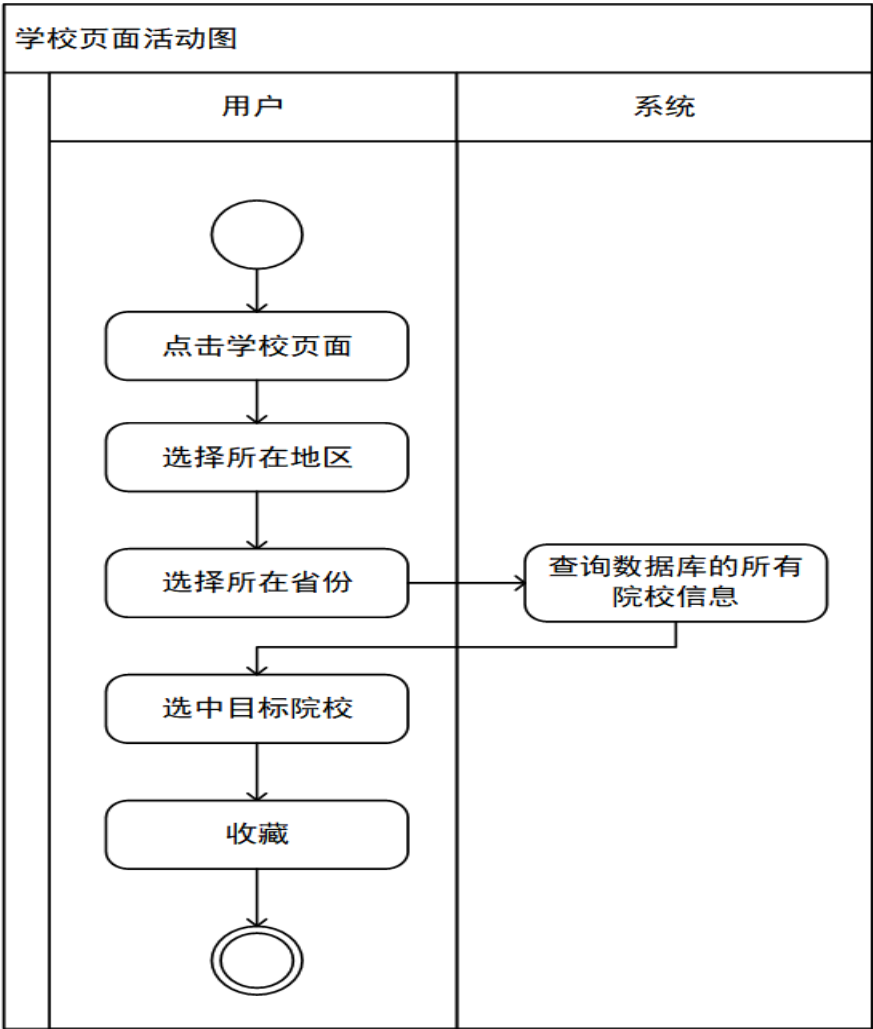 学校页面活动图
用户
系统
点击学校页面
选择所在地区
选择所在省份
查询数据库的所有
院校信息
选中目标院校
收藏